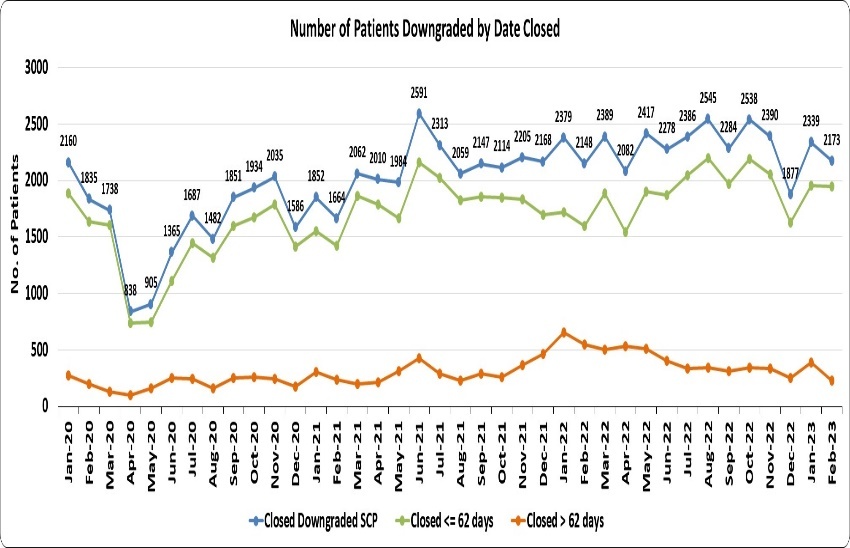 Number of Patients Downgraded by Date Closed
No. of Patients
3000
2500
2000
1500
1000
500
0
2160
1835
1738
838
905
1365
1687
1482
1851
1934
2035
1586
1852
1664
2062
2010
1984
2591
2313
2059
2147
2114
2205
2168
2379
2148
2389
2082
2417
2278
2386
2545
2284
2538
2390
1877
2339
2173
Jan-20
Feb-20
Mar-20
Apr-20
May-20
Jun-20
Jul-20
Aug-20
Sep-20
Oct-20
Nov-20
Dec-20
Jan-21
Feb-21
Mar-21
Apr-21
May-21
Jun-21
Jul-21
Aug-21
Sep-21
Oct-21
Nov-21
Dec-21
Jan-22
Feb-22
Mar-22
Apr-22
May-22
Jun-22
Jul-22
Aug-22
Sep-22
Oct-22
Nov-22
Dec-22
Jan-23
Feb-23
Closed Downgraded SCP
Closed <= 62 days
Closed > 62 days